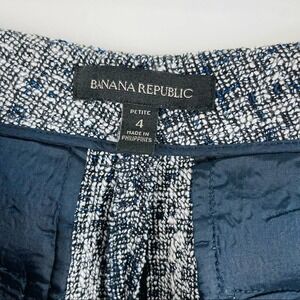 BANANA REPUBLIC
PETITE
4
MADE IN
PHILIPPINES